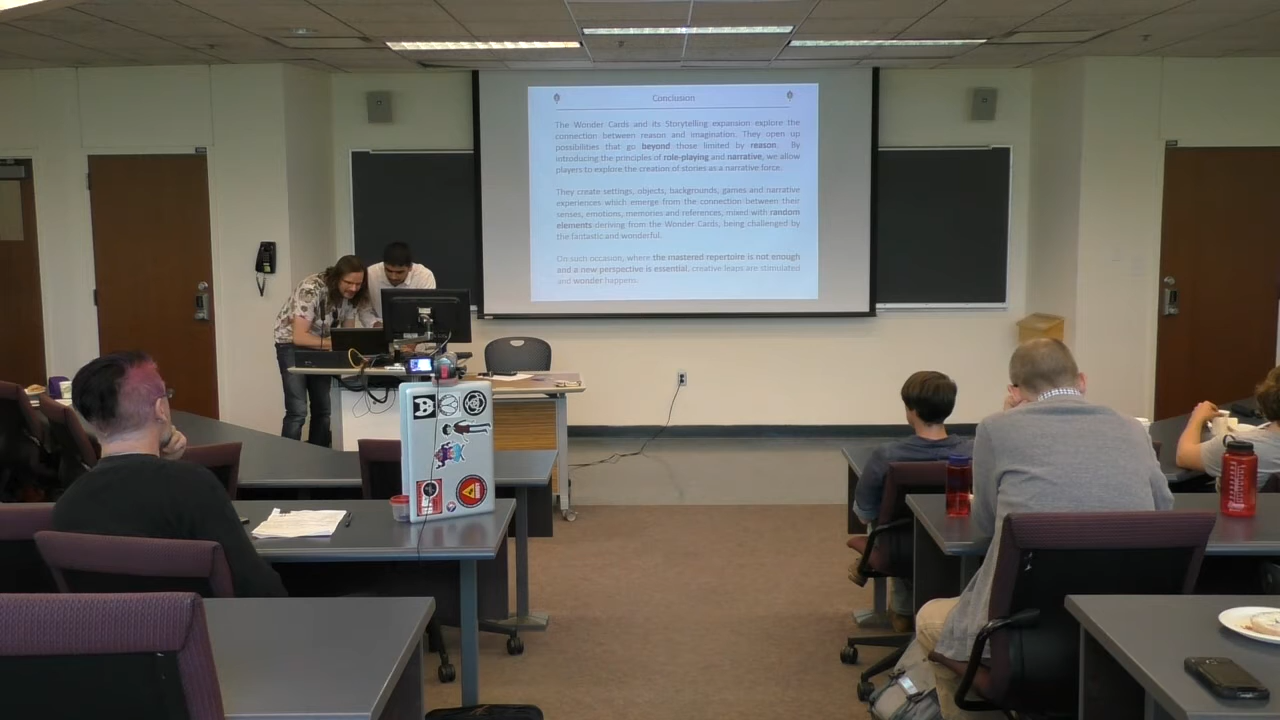 Conclusion
The Wonder Cards and its Storytelling expansion explore the
connection between reason and imagination. They open up
possibilities that go beyond those limited by reason. By
introducing the principles of role-playing and narrative, we allow
players to explore the creation of stories as a narrative force.
They create settings, objects, backgrounds, games and narrative
experiences which emerge from the connection between their
senses, emotions, memories and references, mixed with random
elements deriving from the Wonder Cards, being challenged by
the fantastic and wonderful.
On such occasion, where the mastered repertoire is not enough
and a new perspective is essential, creative leaps are stimulated
and wonder happens.